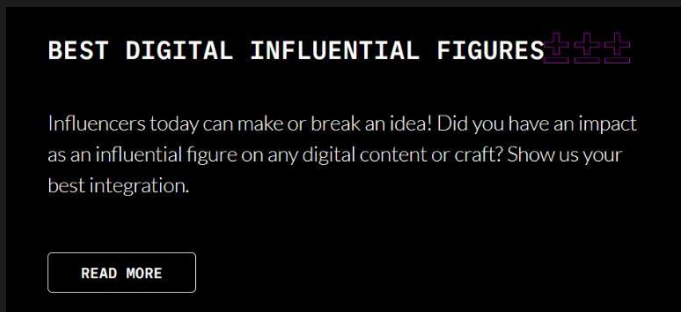 BEST DIGITAL INFLUENTIAL FIGURES±±±
Influencers today can make or break an idea! Did you have an impact
as an influential figure on any digital content or craft? Show us your
best integration.
READ MORE